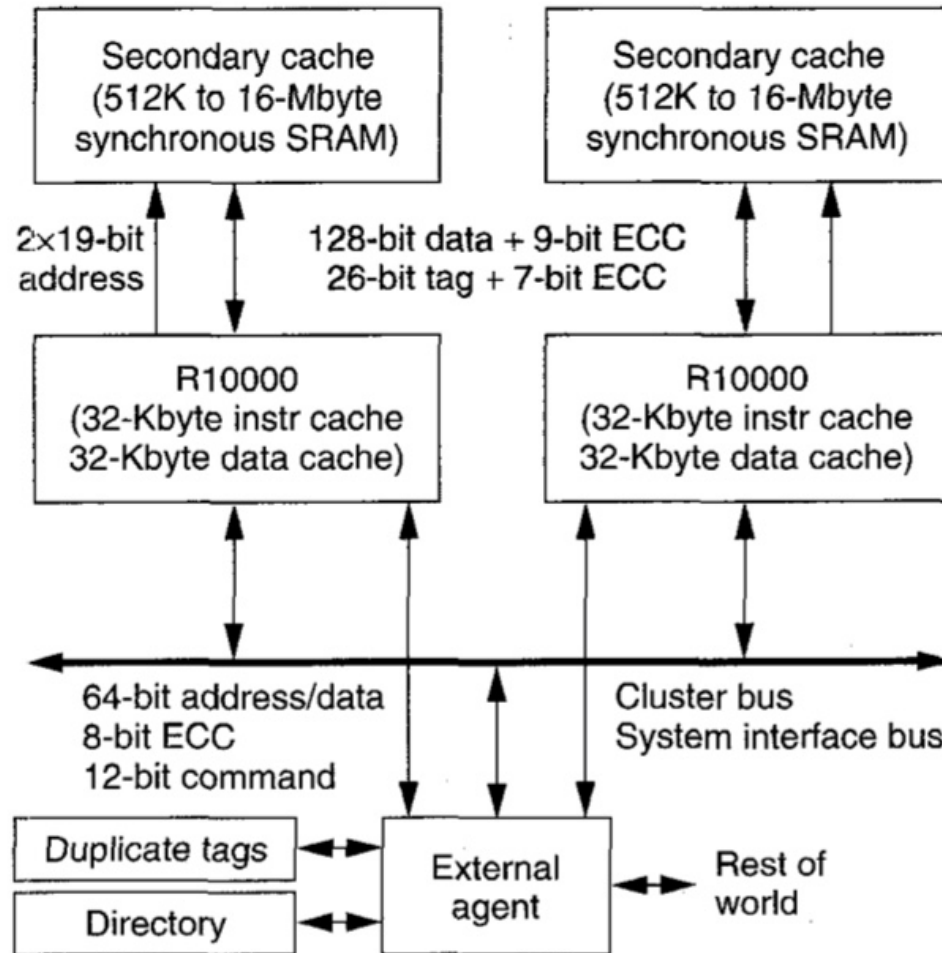 Secondary cache
(512K to 16-Mbyte
synchronous SRAM)
Secondary cache
(512K to 16-Mbyte
synchronous SRAM)
2×19-bit
address
128-bit data + 9-bit ECC
26-bit tag + 7-bit ECC
R10000
(32-Kbyte instr cache
32-Kbyte data cache)
R10000
(32-Kbyte instr cache
32-Kbyte data cache)
64-bit address/data
8-bit ECC
12-bit command
Cluster bus
System interface bus
Duplicate tags
Directory
External
agent
Rest of
world